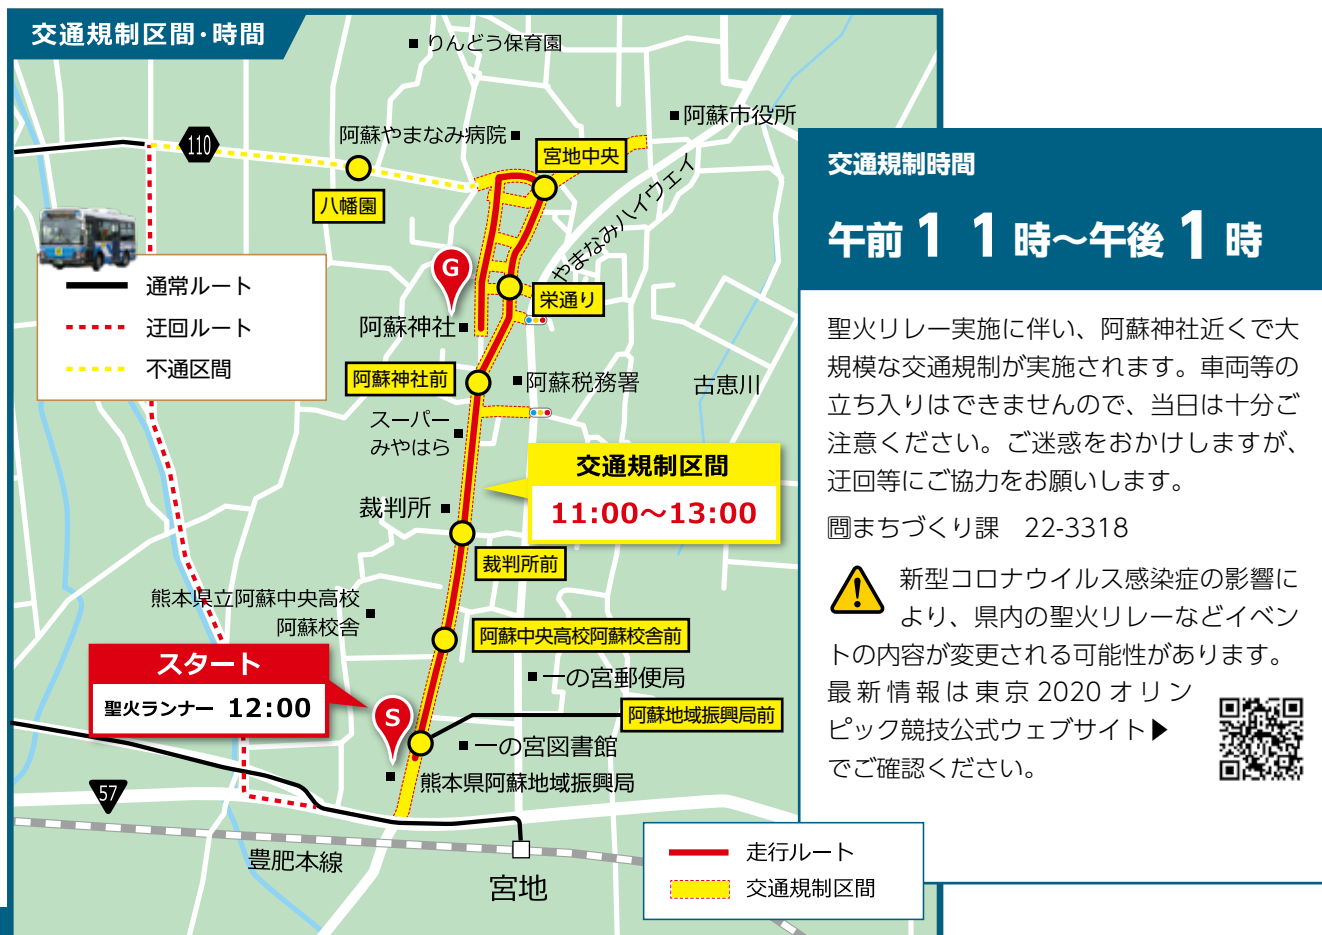 交通規制区間・時間
りんどう保育園
阿蘇市役所
阿蘇やまなみ病院
110
宮地中央
八幡園
やまなみハイウェイ
G
通常ルート
迂回ルート
不通区間
栄通り
阿蘇神社
阿蘇神社前
阿蘇税務署
古恵川
スーパー
みやはら
交通規制区間
11:00～13:00
裁判所
裁判所前
熊本県立阿蘇中央高校
阿蘇校舎
阿蘇中央高校阿蘇校舎前
スタート
聖火ランナー 12:00
一の宮郵便局
S
阿蘇地域振興局前
一の宮図書館
熊本県阿蘇地域振興局
57
豊肥本線
宮地
走行ルート
交通規制区間
交通規制時間
午前11時～午後1時
聖火リレー実施に伴い、阿蘇神社近くで大
規模な交通規制が実施されます。車両等の
立ち入りはできませんので、当日は十分ご
注意ください。ご迷惑をおかけしますが、
迂回等にご協力をお願いします。
問まちづくり課 22-3318
新型コロナウイルス感染症の影響に
より、県内の聖火リレーなどイベン
トの内容が変更される可能性があります。
最新情報は東京2020オリン
ピック競技公式ウェブサイト▶
でご確認ください。